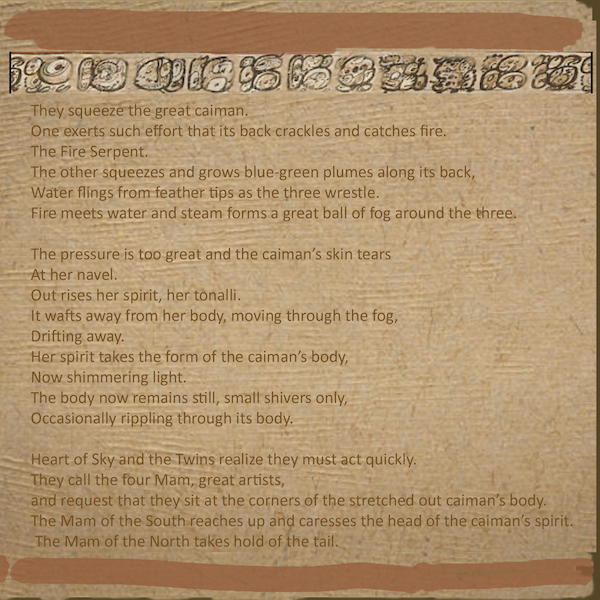 They squeeze the great caiman.
One exerts such effort that its back crackles and catches fire.
The Fire Serpent.
The other squeezes and grows blue-green plumes along its back,
Water flings from feather tips as the three wrestle.
Fire meets water and steam forms a great ball of fog around the three.
The pressure is too great and the caiman's skin tears
At her navel.
Out rises her spirit, her tonalli.
It wafts away from her body, moving through the fog,
Drifting away.
Her spirit takes the form of the caiman's body,
Now shimmering light.
The body now remains still, small shivers only,
Occasionally rippling through its body.
Heart of Sky and the Twins realize they must act quickly.
They call the four Mam, great artists,
and request that they sit at the corners of the stretched out caiman's body.
The Mam of the South reaches up and caresses the head of the caiman's spirit.
The Mam of the North takes hold of the tail.